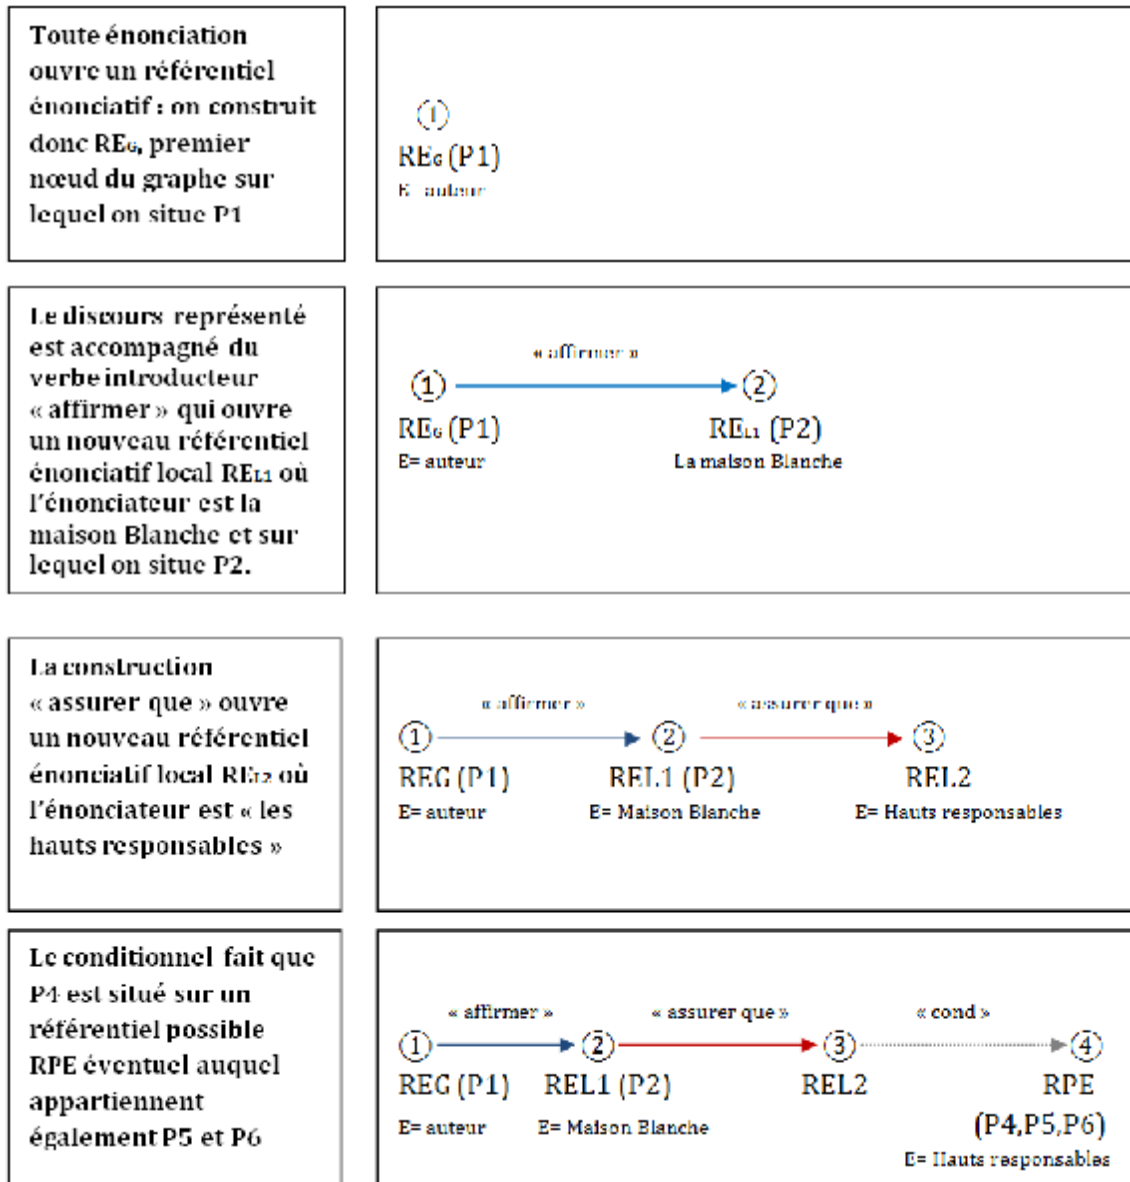 Toute énonciation
ouvre un référentiel
énonciatif : on construit
donc REG, premier
nœud du graphe sur
lequel on situe P1
①
REG (P1)
E= auteur
Le discours représenté
est accompagné du
verbe introducteur
« affirmer » qui ouvre
un nouveau référentiel
énonciatif local REL1 où
l'énonciateur est la
maison Blanche et sur
lequel on situe P2.
« affirmer »
① ②
REG (P1) REL1 (P2)
E= auteur La maison Blanche
La construction
« assurer que » ouvre
un nouveau référentiel
énonciatif local REL2 où
l'énonciateur est « les
hauts responsables »
« affirmer » « assurer que »
① ② ③
REG (P1) REL1 (P2) REL2
E= auteur E= Maison Blanche E= Hauts responsables
Le conditionnel fait que
P4 est situé sur un
référentiel possible
RPE éventuel auquel
appartiennent
également P5 et P6
« affirmer » « assurer que » « cond »
① ② ③ ④
REG (P1) REL1 (P2) REL2 RPE
(P4,P5,P6)
E= auteur E= Maison Blanche
E= Hauts responsables